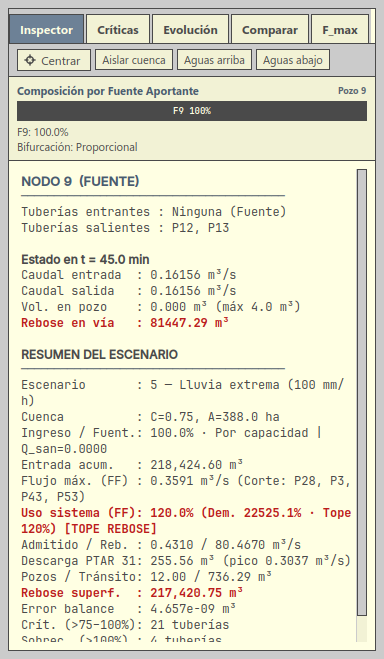 Inspector Críticas Evolución Comparar F_max
Centrar Aislar cuenca Aguas arriba Aguas abajo
Composición por Fuente Aportante Pozo 9
F9 100%
F9: 100.0%
Bifurcación: Proporcional
NODO 9 (FUENTE)
Tuberías entrantes : Ninguna (Fuente)
Tuberías salientes : P12, P13
Estado en t = 45.0 min
Caudal entrada : 0.16156 m³/s
Caudal salida : 0.16156 m³/s
Vol. en pozo : 0.000 m³ (máx 4.0 m³)
Rebose en vía : 81447.29 m³
RESUMEN DEL ESCENARIO
Escenario : 5 — Lluvia extrema (100 mm/
h)
Cuenca : C=0.75, A=388.0 ha
Ingreso / Fuent.: 100.0% · Por capacidad |
Q_san=0.0000
Entrada acum. : 218,424.60 m³
Flujo máx. (FF) : 0.3591 m³/s (Corte: P28, P3,
P43, P53)
Uso sistema (FF): 120.0% (Dem. 22525.1% · Tope
120%) [TOPE REBOSE]
Admitido / Reb. : 0.4310 / 80.4670 m³/s
Descarga PTAR 31: 255.56 m³ (pico 0.3037 m³/s)
Pozos / Tránsito: 12.00 / 736.29 m³
Rebose superf. : 217,420.75 m³
Error balance : 4.657e-09 m³
Crít. (>75-100%): 21 tuberías
Sobrec. (>100%) : 4 tuberías